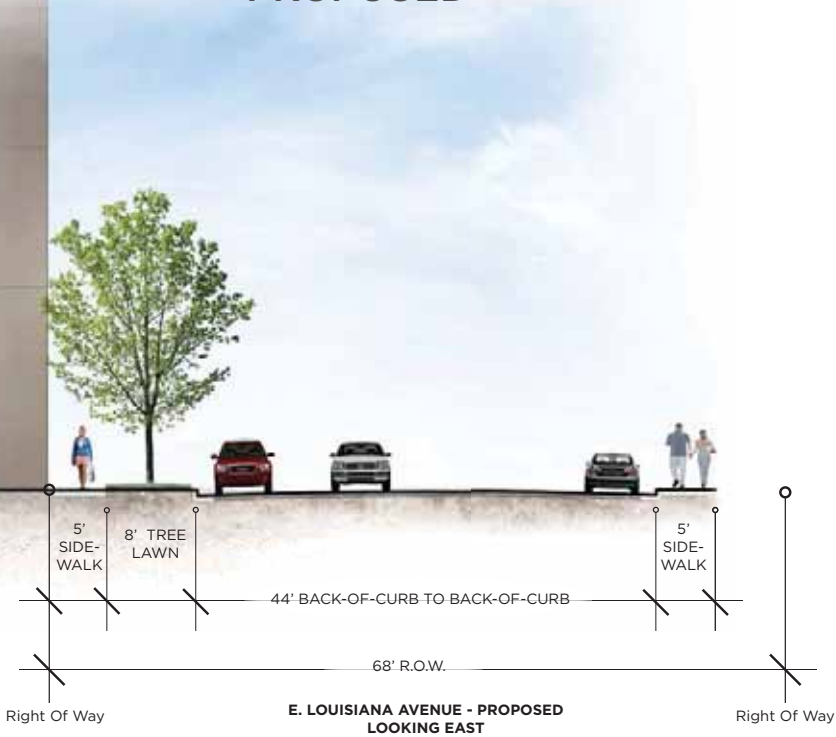 PROPOSED
5'
SIDE-
WALK
8' TREE
LAWN
5'
SIDE-
WALK
44' BACK-OF-CURB TO BACK-OF-CURB
68' R.O.W.
Right Of Way
E. LOUISIANA AVENUE - PROPOSED
LOOKING EAST
Right Of Way